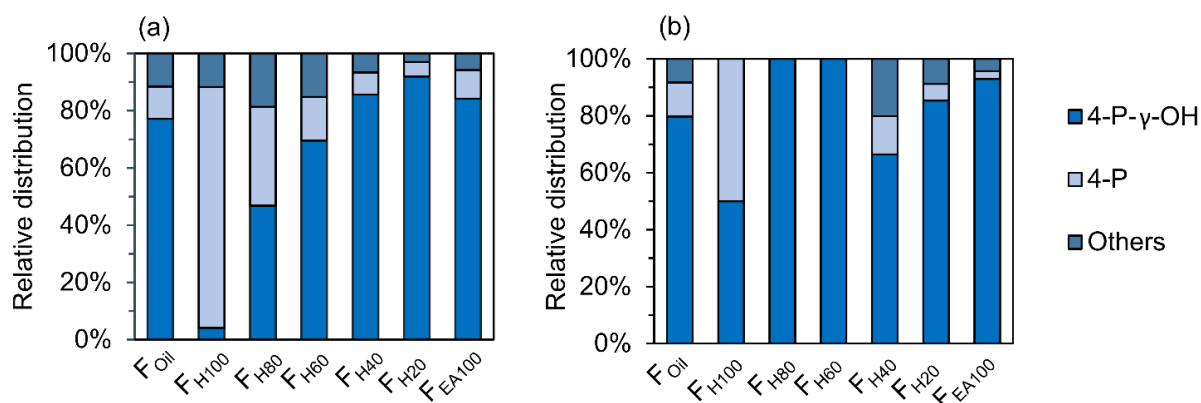 (a)
Relative distribution
100%
80%
60%
40%
20%
0%
F Oil
F H100
F H80
F H60
F H40
F H20
F EA100
(b)
Relative distribution
100%
80%
60%
40%
20%
0%
F Oil
F H100
F H80
F H60
F H40
F H20
F EA100
4-P-γ-OH
4-P
Others